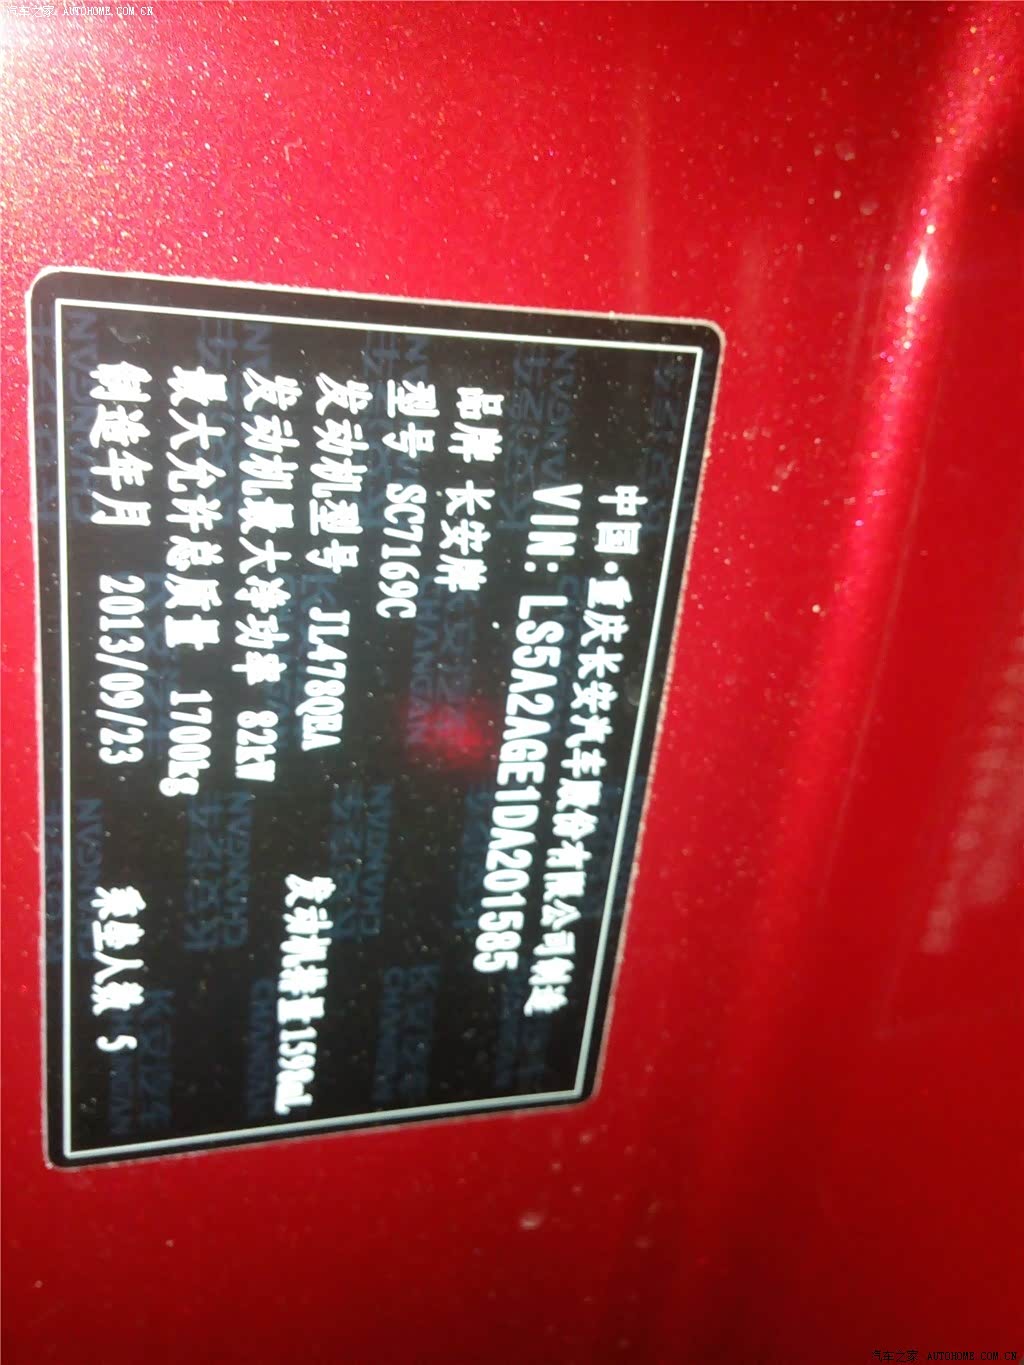 汽车之家 AUTOHOME.COM.CN
中国·重庆长安汽车股份有限公司制造
VIN: LS5A2AGE1DA201585
品牌 长安牌
型号 SC7169C
发动机型号 JL478QEA 发动机排量1598mL
发动机最大净功率 82kW
最大允许总质量 1700kg
制造年月 2013/09/23 乘坐人数 5
汽车之家 AUTOHOME.COM.CN